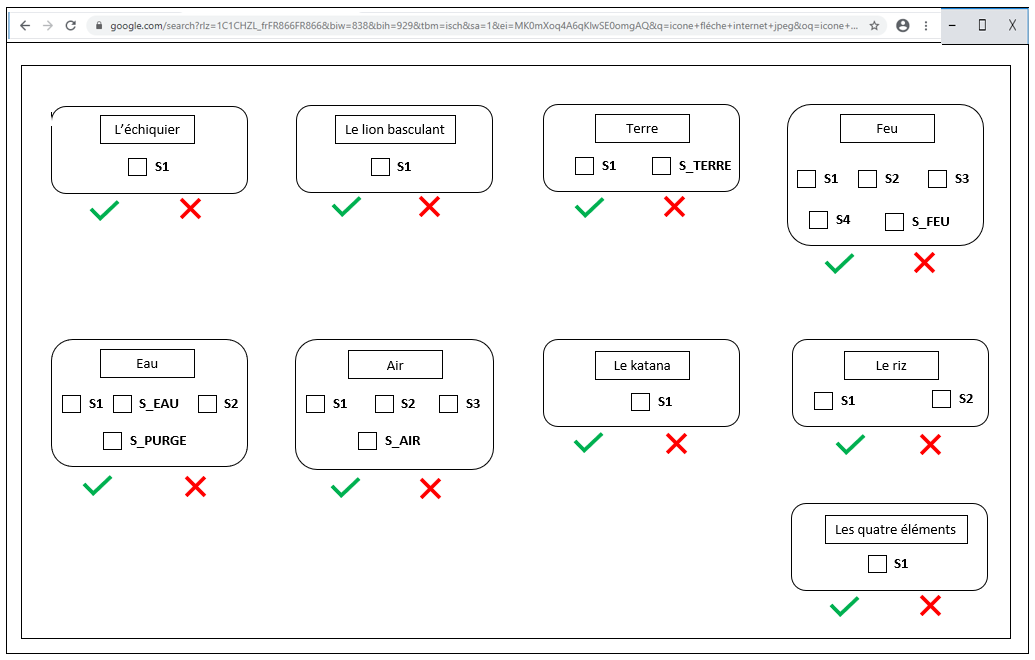 google.com/search?rlz=1C1CHZL_frFR866FR866&biw=838&bih=929&tbm=isch&sa=1&ei=MK0mXoq4A6qKlwSE0omgAQ&q=icone+fléche+internet+jpeg&oq=icone+...
L'échiquier
S1
Le lion basculant
S1
Terre
S1 S_TERRE
Feu
S1 S2 S3
S4 S_FEU
Eau
S1 S_EAU S2
S_PURGE
Air
S1 S2 S3
S_AIR
Le katana
S1
Le riz
S1 S2
Les quatre éléments
S1